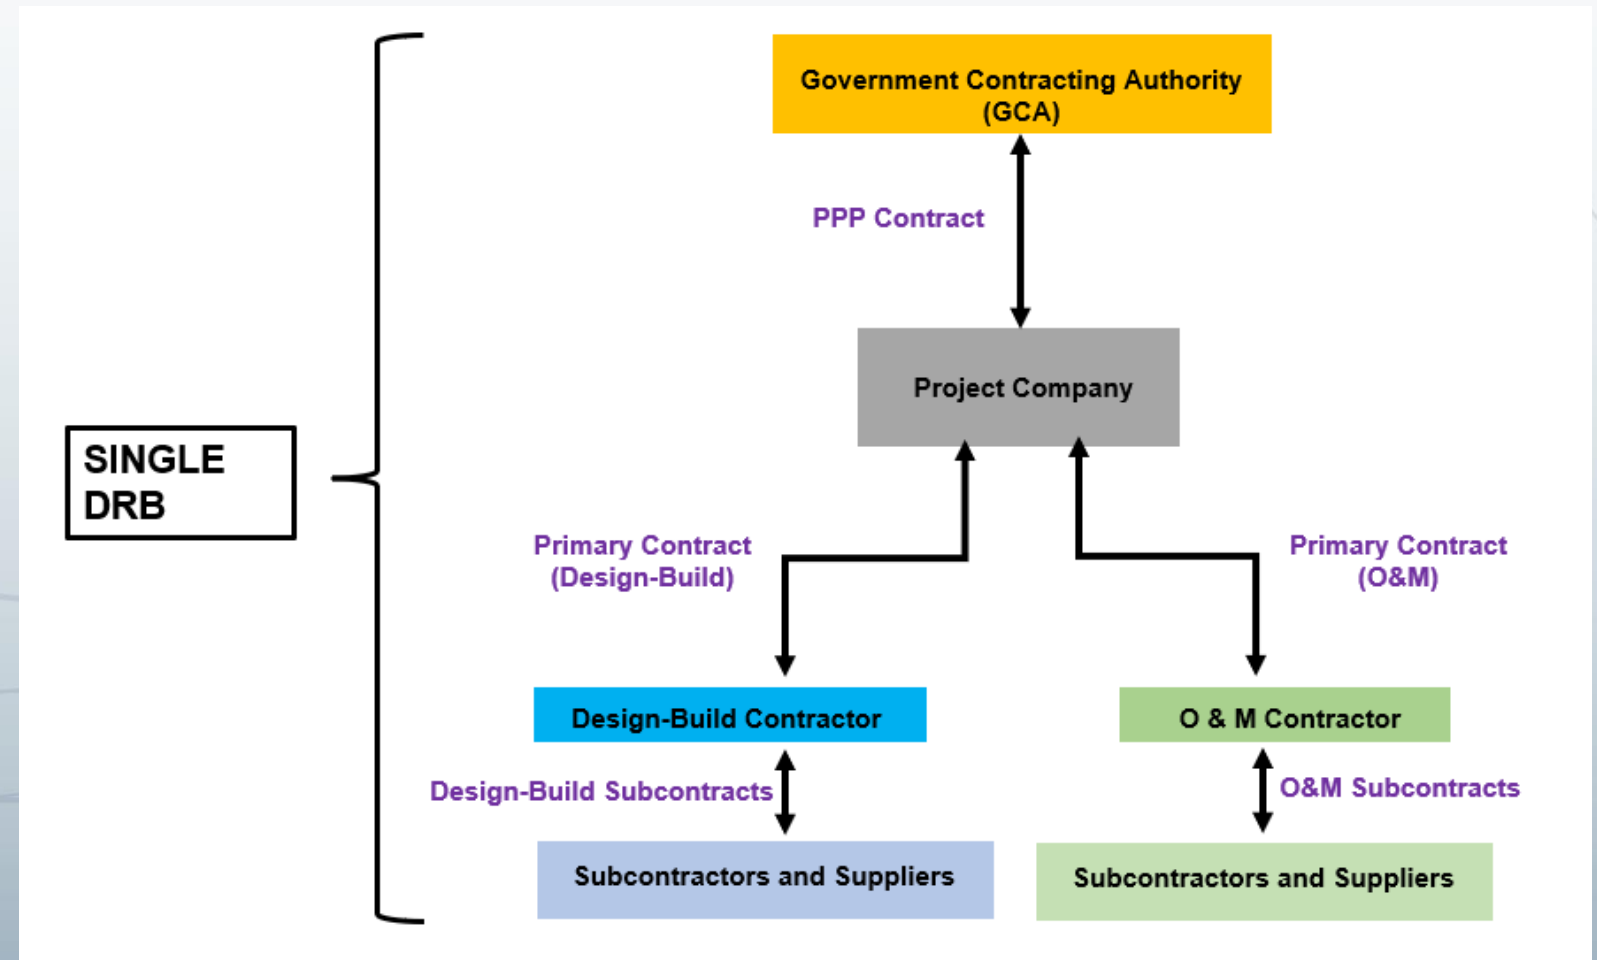 Government Contracting Authority
(GCA)
PPP Contract
Project Company
SINGLE
DRB
Primary Contract
(Design-Build)
Primary Contract
(O&M)
Design-Build Contractor
O & M Contractor
Design-Build Subcontracts
O&M Subcontracts
Subcontractors and Suppliers
Subcontractors and Suppliers